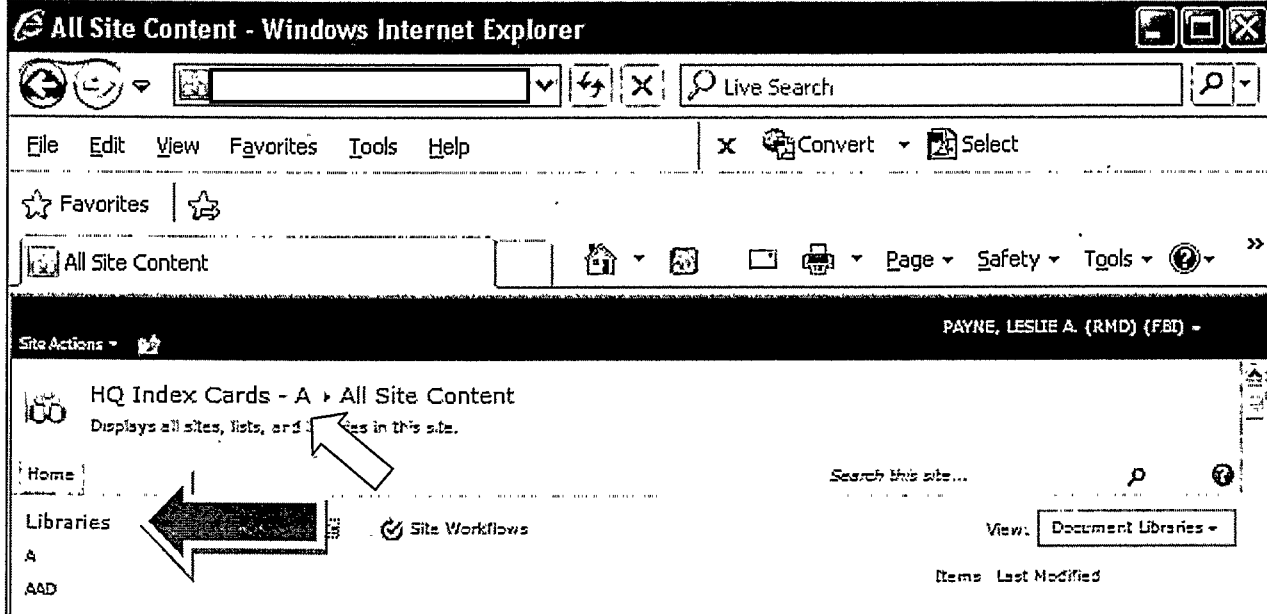 All Site Content - Windows Internet Explorer
Live Search
File Edit View Favorites Tools Help
x Convert Select
Favorites
All Site Content
Page Safety Tools »
PAYNE, LESLIE A. (RMD) (FBI)
Site Actions
HQ Index Cards - A All Site Content
Displays all sites, lists, and in this site.
Home
Search this site...
Libraries
Site Workflows
View: Document Libraries
A
Items Last Modified
AAD